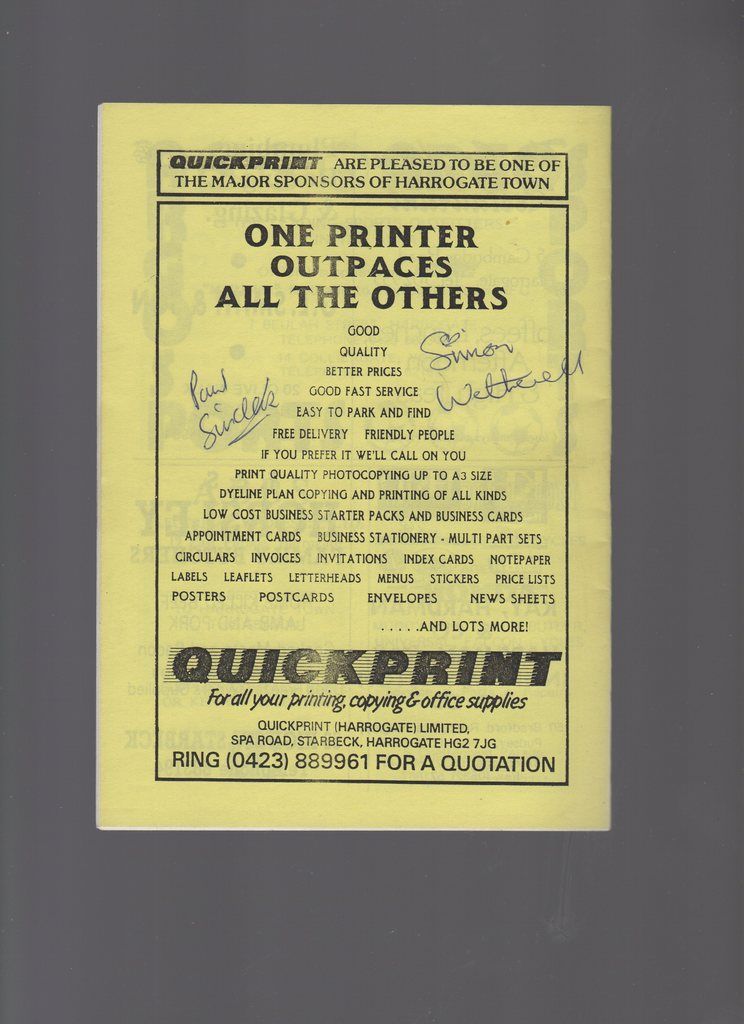 QUICKPRINT ARE PLEASED TO BE ONE OF
THE MAJOR SPONSORS OF HARROGATE TOWN
ONE PRINTER
OUTPACES
ALL THE OTHERS
GOOD
QUALITY
BETTER PRICES
GOOD FAST SERVICE
EASY TO PARK AND FIND
FREE DELIVERY FRIENDLY PEOPLE
IF YOU PREFER IT WE'LL CALL ON YOU
PRINT QUALITY PHOTOCOPYING UP TO A3 SIZE
DYELINE PLAN COPYING AND PRINTING OF ALL KINDS
LOW COST BUSINESS STARTER PACKS AND BUSINESS CARDS
APPOINTMENT CARDS BUSINESS STATIONERY - MULTI PART SETS
CIRCULARS INVOICES INVITATIONS INDEX CARDS NOTEPAPER
LABELS LEAFLETS LETTERHEADS MENUS STICKERS PRICE LISTS
POSTERS POSTCARDS ENVELOPES NEWS SHEETS
.....AND LOTS MORE!
Simon
Wetherell
Paul
QUICKPRINT
For all your printing, copying & office supplies
QUICKPRINT (HARROGATE) LIMITED,
SPA ROAD, STARBECK, HARROGATE HG2 7JG
RING (0423) 889961 FOR A QUOTATION